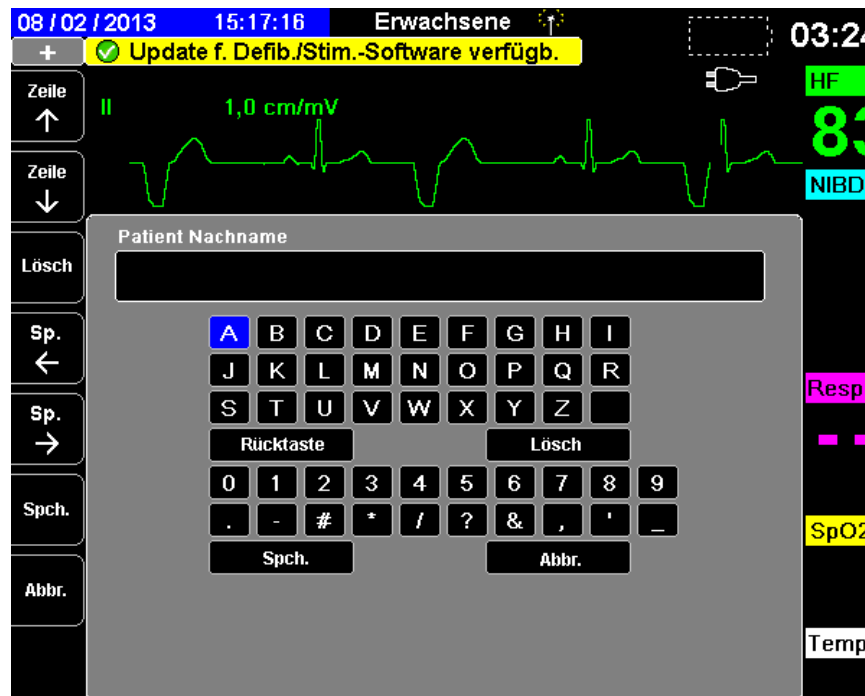 08 / 02 / 2013 15:17:16 Erwachsene
03:24
+ Update f. Defib./Stim.-Software verfügb.
HF
83
NIBD
Resp
SpO2
Temp
II 1,0 cm/mV
Zeile
↑
Zeile
↓
Lösch
Sp.
←
Sp.
→
Spch.
Abbr.
Patient Nachname
A B C D E F G H I
J K L M N O P Q R
S T U V W X Y Z
Rücktaste Lösch
0 1 2 3 4 5 6 7 8 9
. - # * / ? & , ' _
Spch. Abbr.